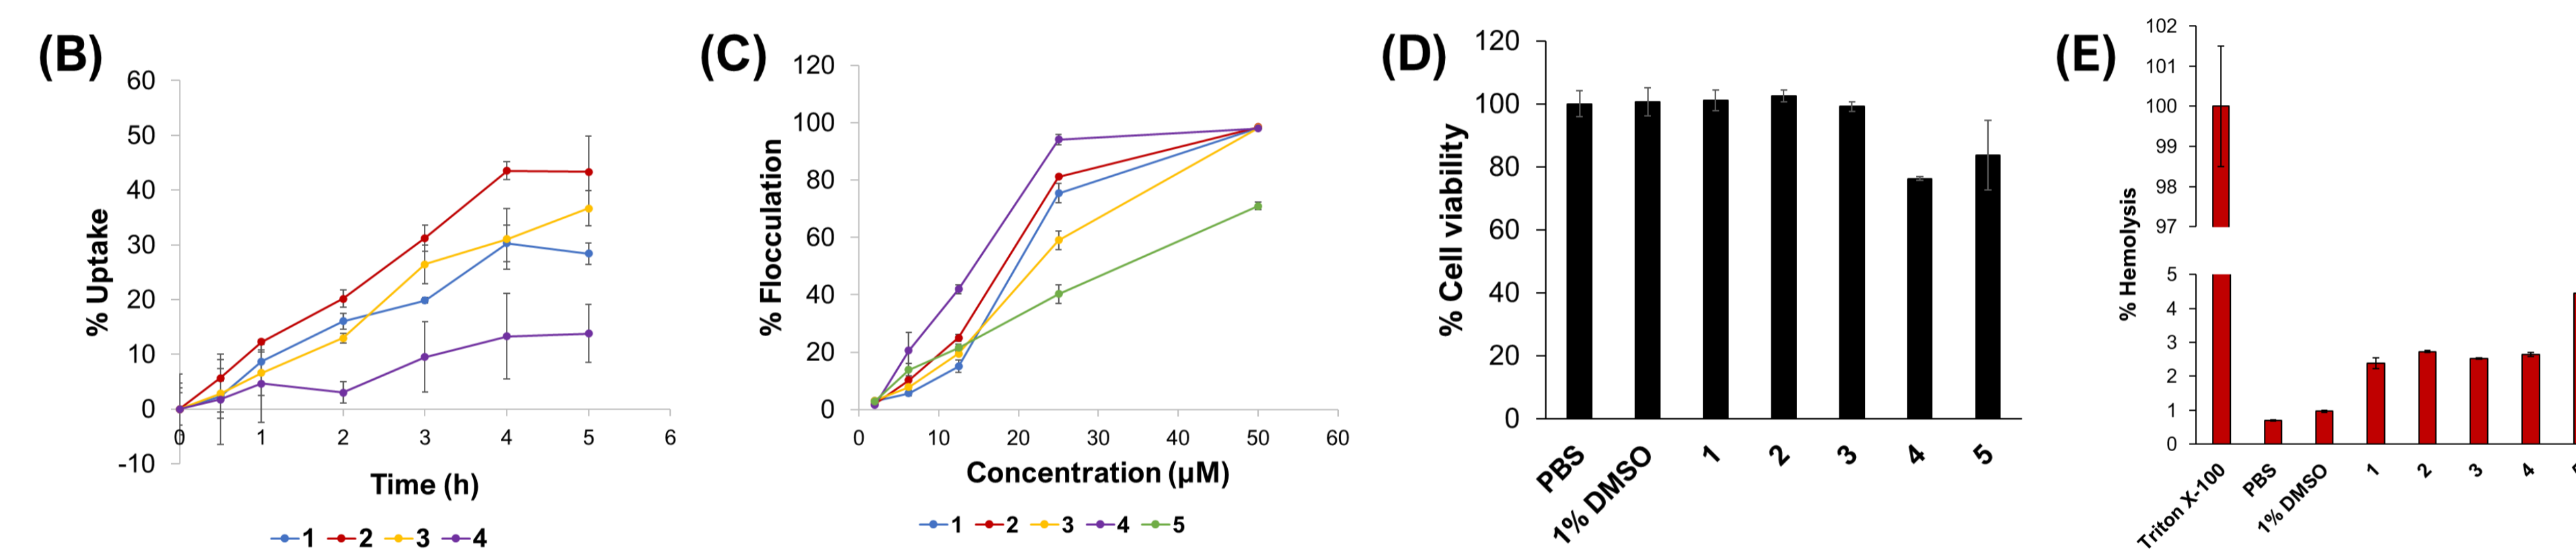 (B)
60
50
40
30
20
10
0
-10
% Uptake
0 1 2 3 4 5 6
Time (h)
1 2 3 4
(C)
120
100
80
60
40
20
0
% Flocculation
0 10 20 30 40 50 60
Concentration (µM)
1 2 3 4 5
(D)
120
100
80
60
40
20
0
% Cell viability
PBS 1% DMSO 1 2 3 4 5
(E)
102
101
100
99
98
97
5
4
3
2
1
0
% Hemolysis
Triton X-100 PBS 1% DMSO 1 2 3 4